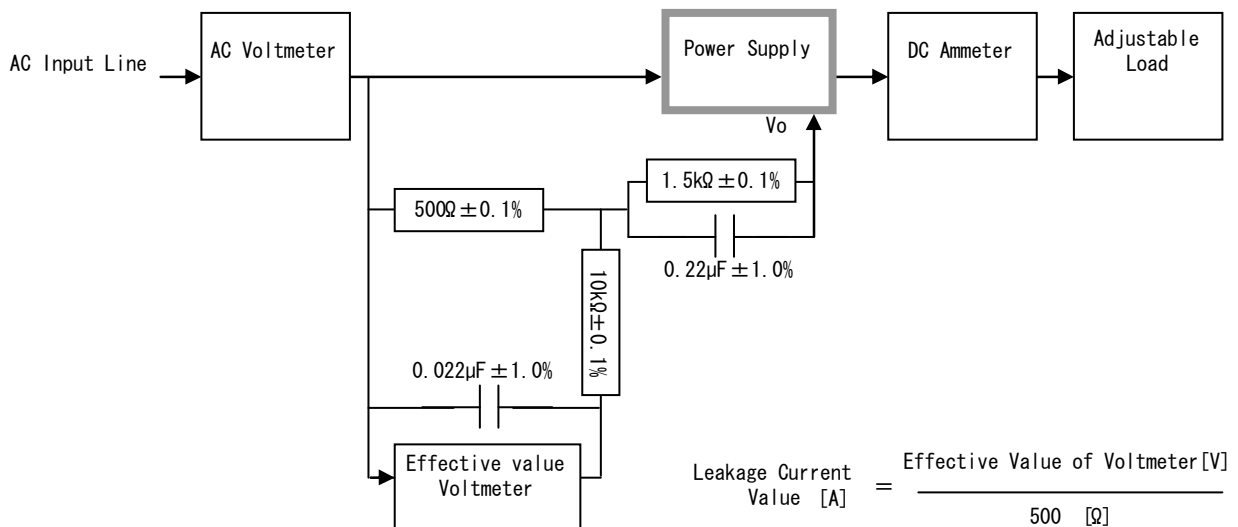 AC Input Line
AC Voltmeter
Power Supply
DC Ammeter
Adjustable
Load
Vo
1.5kΩ±0.1%
500Ω±0.1%
0.22μF±1.0%
10kΩ±0.1%
0.022μF±1.0%
Effective value
Voltmeter
Leakage Current
Value [A]
=
Effective Value of Voltmeter[V]
500 [Ω]